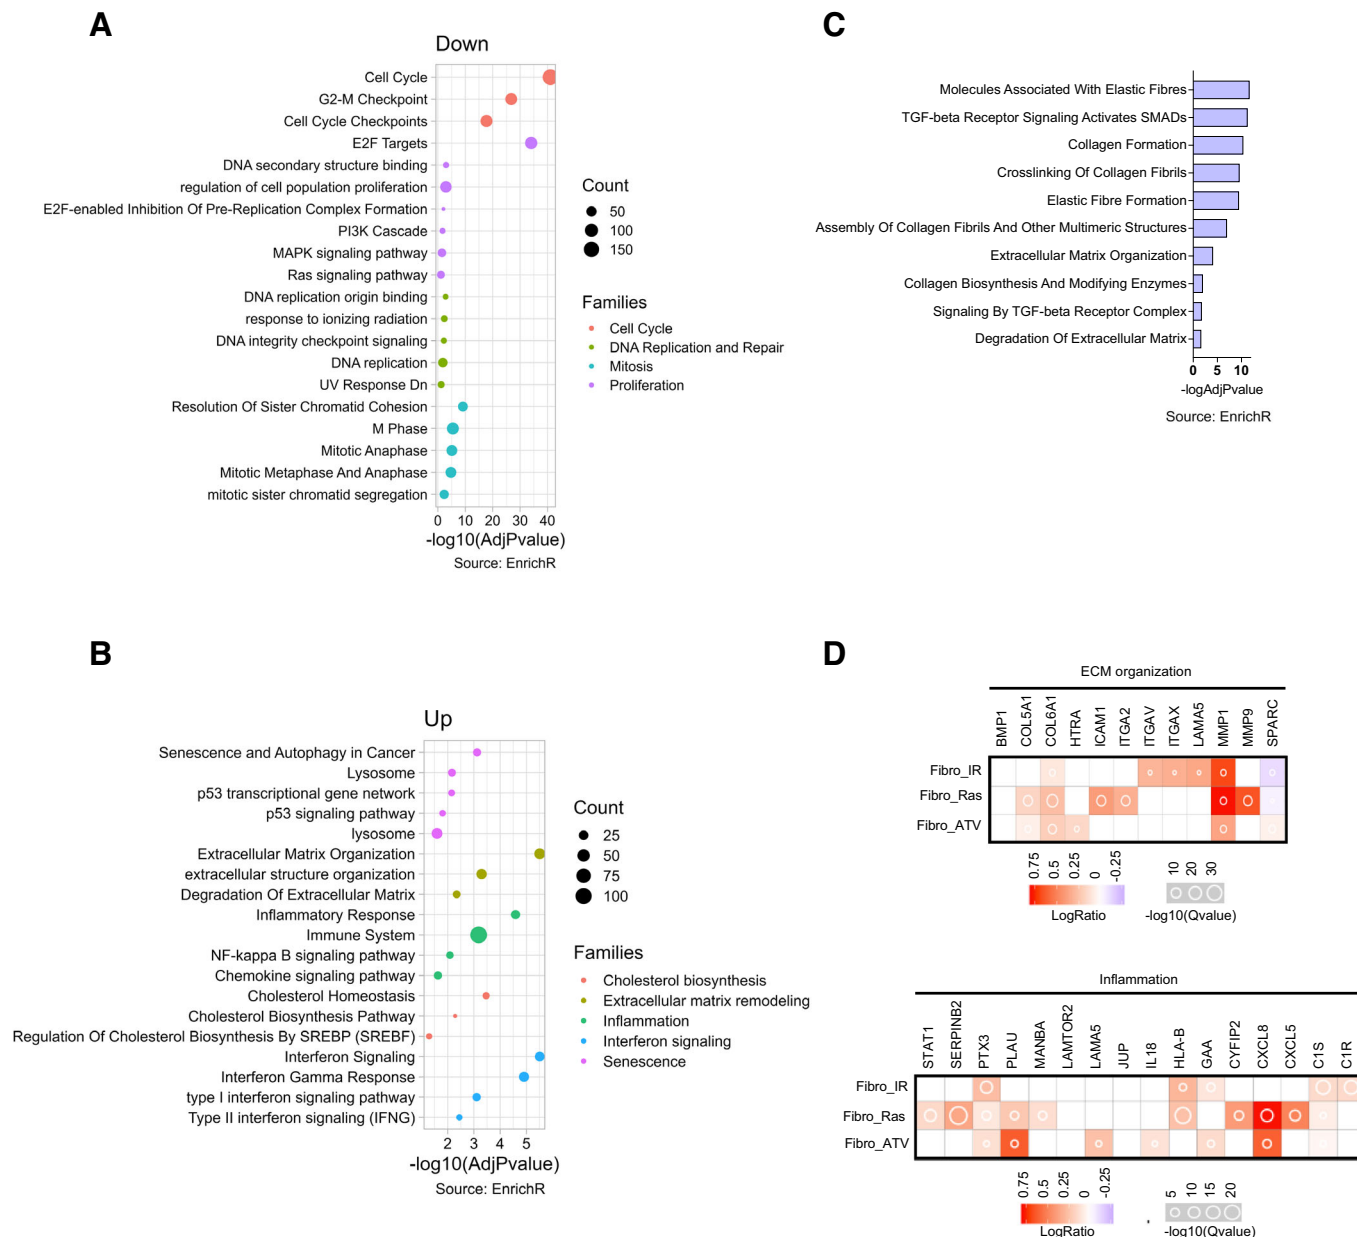 A
Down
Cell Cycle
G2-M Checkpoint
Cell Cycle Checkpoints
E2F Targets
DNA secondary structure binding
regulation of cell population proliferation
E2F-enabled Inhibition Of Pre-Replication Complex Formation
PI3K Cascade
MAPK signaling pathway
Ras signaling pathway
DNA replication origin binding
response to ionizing radiation
DNA integrity checkpoint signaling
DNA replication
UV Response Dn
Resolution Of Sister Chromatid Cohesion
M Phase
Mitotic Anaphase
Mitotic Metaphase And Anaphase
mitotic sister chromatid segregation
0 10 20 30 40
-log10(AdjPvalue)
Source: EnrichR
Count
50
100
150
Families
Cell Cycle
DNA Replication and Repair
Mitosis
Proliferation
B
Up
Senescence and Autophagy in Cancer
Lysosome
p53 transcriptional gene network
p53 signaling pathway
lysosome
Extracellular Matrix Organization
extracellular structure organization
Degradation Of Extracellular Matrix
Inflammatory Response
Immune System
NF-kappa B signaling pathway
Chemokine signaling pathway
Cholesterol Homeostasis
Cholesterol Biosynthesis Pathway
Regulation Of Cholesterol Biosynthesis By SREBP (SREBF)
Interferon Signaling
Interferon Gamma Response
type I interferon signaling pathway
Type II interferon signaling (IFNG)
2 3 4 5
-log10(AdjPvalue)
Source: EnrichR
Count
25
50
75
100
Families
Cholesterol biosynthesis
Extracellular matrix remodeling
Inflammation
Interferon signaling
Senescence
C
Molecules Associated With Elastic Fibres
TGF-beta Receptor Signaling Activates SMADs
Collagen Formation
Crosslinking Of Collagen Fibrils
Elastic Fibre Formation
Assembly Of Collagen Fibrils And Other Multimeric Structures
Extracellular Matrix Organization
Collagen Biosynthesis And Modifying Enzymes
Signaling By TGF-beta Receptor Complex
Degradation Of Extracellular Matrix
0 5 10
-logAdjPvalue
Source: EnrichR
D
ECM organization
BMP1 COL5A1 COL6A1 HTRA ICAM1 ITGA2 ITGAV ITGAX LAMA5 MMP1 MMP9 SPARC
Fibro_IR
Fibro_Ras
Fibro_ATV
0.75 0.5 0.25 0 -0.25
LogRatio
10 20 30
-log10(Qvalue)
Inflammation
STAT1 SERPINB2 PTX3 PLAU MANBA LAMTOR2 LAMA5 JUP IL18 HLA-B GAA CYFIP2 CXCL8 CXCL5 C1S C1R
Fibro_IR
Fibro_Ras
Fibro_ATV
0.75 0.5 0.25 0 -0.25
LogRatio
5 10 15 20
-log10(Qvalue)